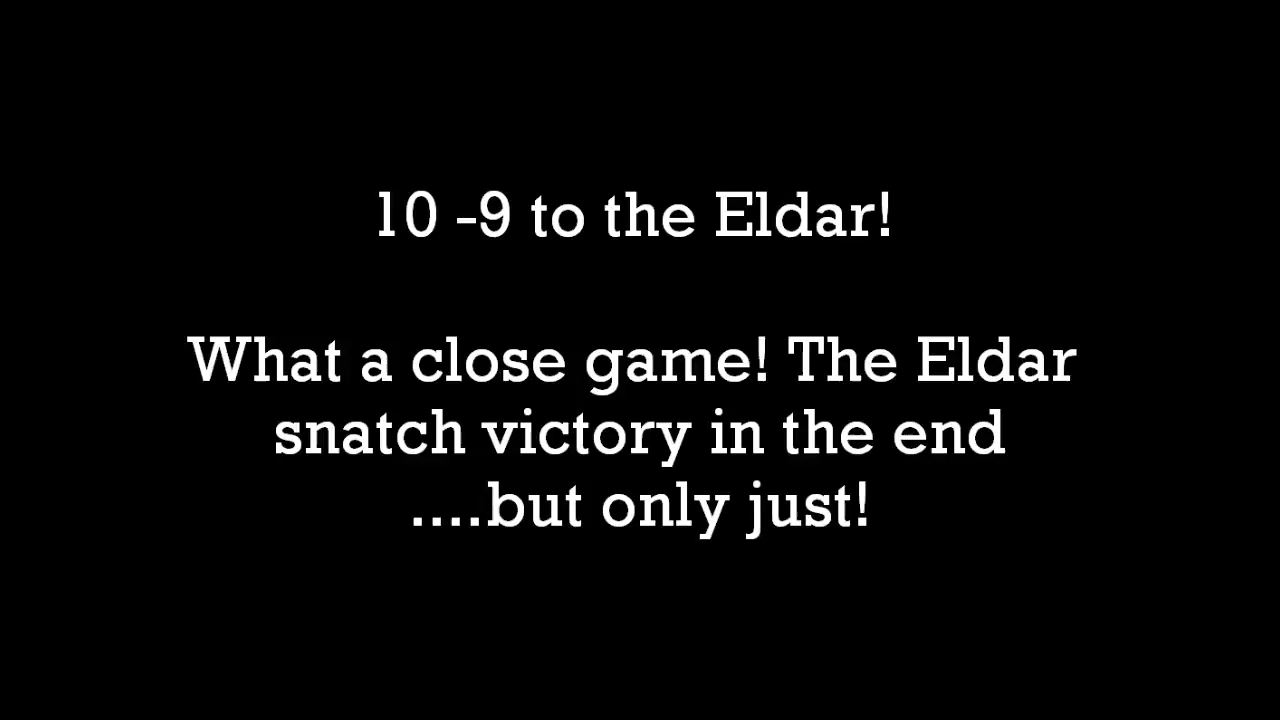 10 -9 to the Eldar!
What a close game! The Eldar
snatch victory in the end
....but only just!